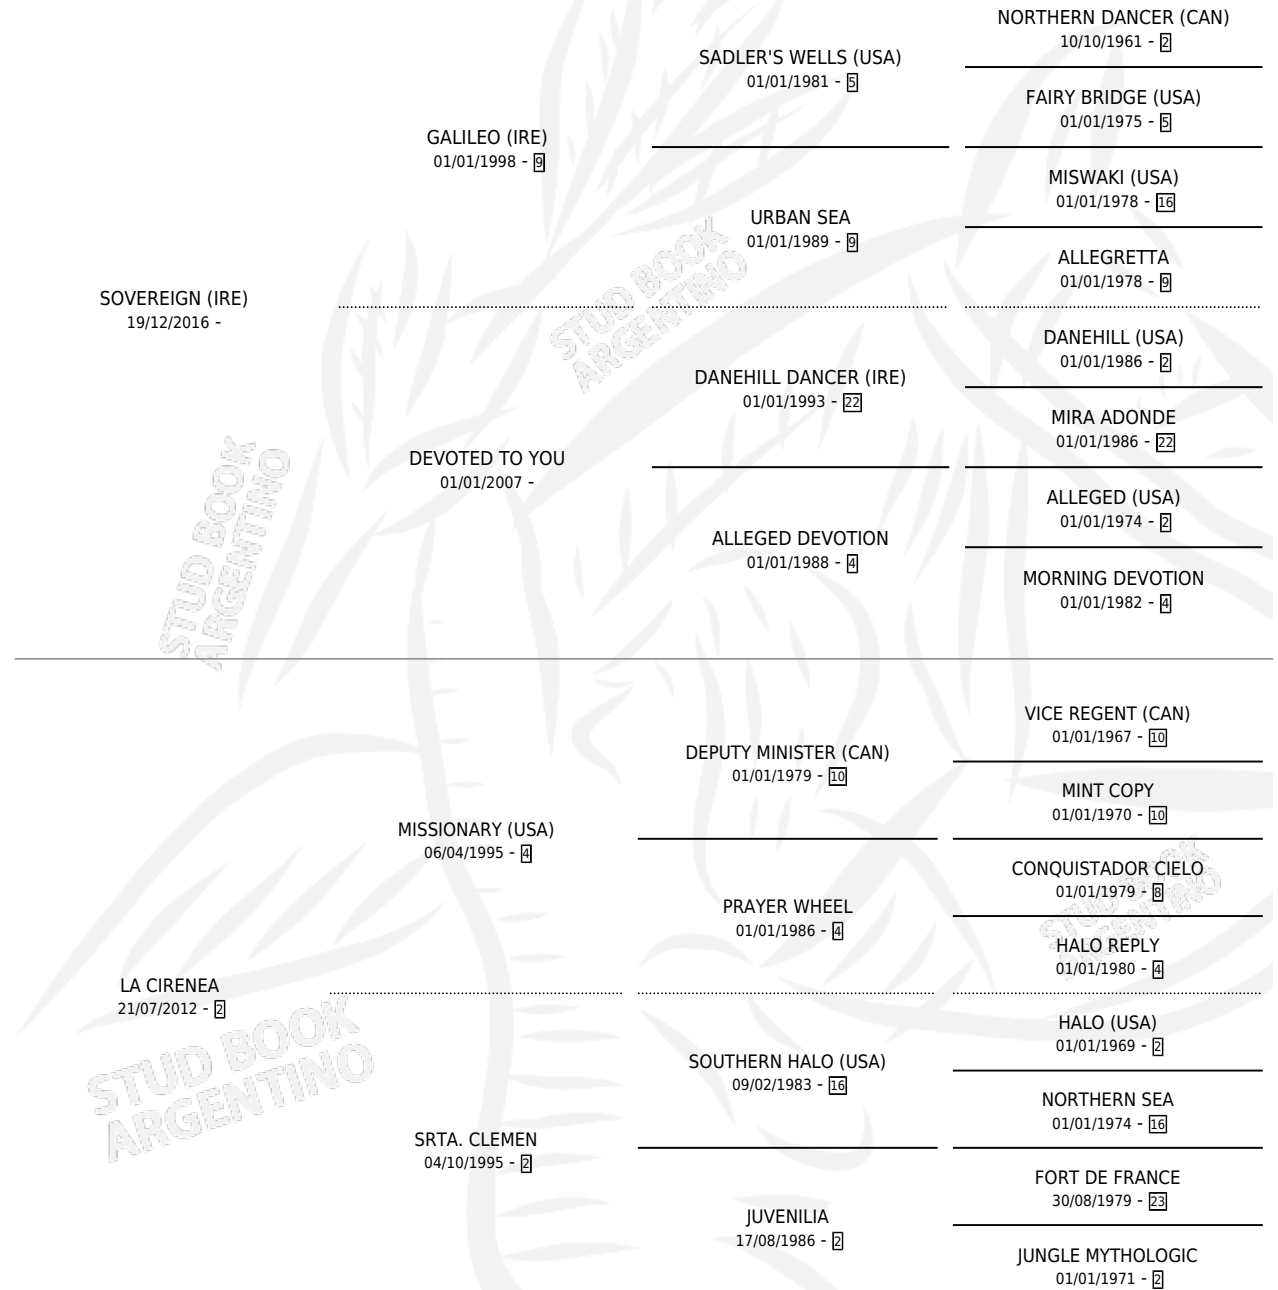 NORTHERN DANCER (CAN)
10/10/1961 - 2
SADLER'S WELLS (USA)
01/01/1981 - 5
FAIRY BRIDGE (USA)
01/01/1975 - 5
GALILEO (IRE)
01/01/1998 - 9
MISWAKI (USA)
01/01/1978 - 16
URBAN SEA
01/01/1989 - 9
ALLEGRETTA
01/01/1978 - 9
STUD BOOK
ARGENTINO
SOVEREIGN (IRE)
19/12/2016 -
DANEHILL (USA)
01/01/1986 - 2
DANEHILL DANCER (IRE)
01/01/1993 - 22
MIRA ADONDE
01/01/1986 - 22
DEVOTED TO YOU
01/01/2007 -
ALLEGED (USA)
01/01/1974 - 2
ALLEGED DEVOTION
01/01/1988 - 4
MORNING DEVOTION
01/01/1982 - 4
STUD BOOK
ARGENTINO
VICE REGENT (CAN)
01/01/1967 - 10
DEPUTY MINISTER (CAN)
01/01/1979 - 10
MINT COPY
01/01/1970 - 10
MISSIONARY (USA)
06/04/1995 - 4
CONQUISTADOR CIELO
01/01/1979 - 8
PRAYER WHEEL
01/01/1986 - 4
HALO REPLY
01/01/1980 - 4
STUD BOOK
ARGENTINO
LA CIRENEA
21/07/2012 - 2
HALO (USA)
01/01/1969 - 2
SOUTHERN HALO (USA)
09/02/1983 - 16
NORTHERN SEA
01/01/1974 - 16
STUD BOOK
ARGENTINO
SRTA. CLEMEN
04/10/1995 - 2
FORT DE FRANCE
30/08/1979 - 23
JUVENILIA
17/08/1986 - 2
JUNGLE MYTHOLOGIC
01/01/1971 - 2